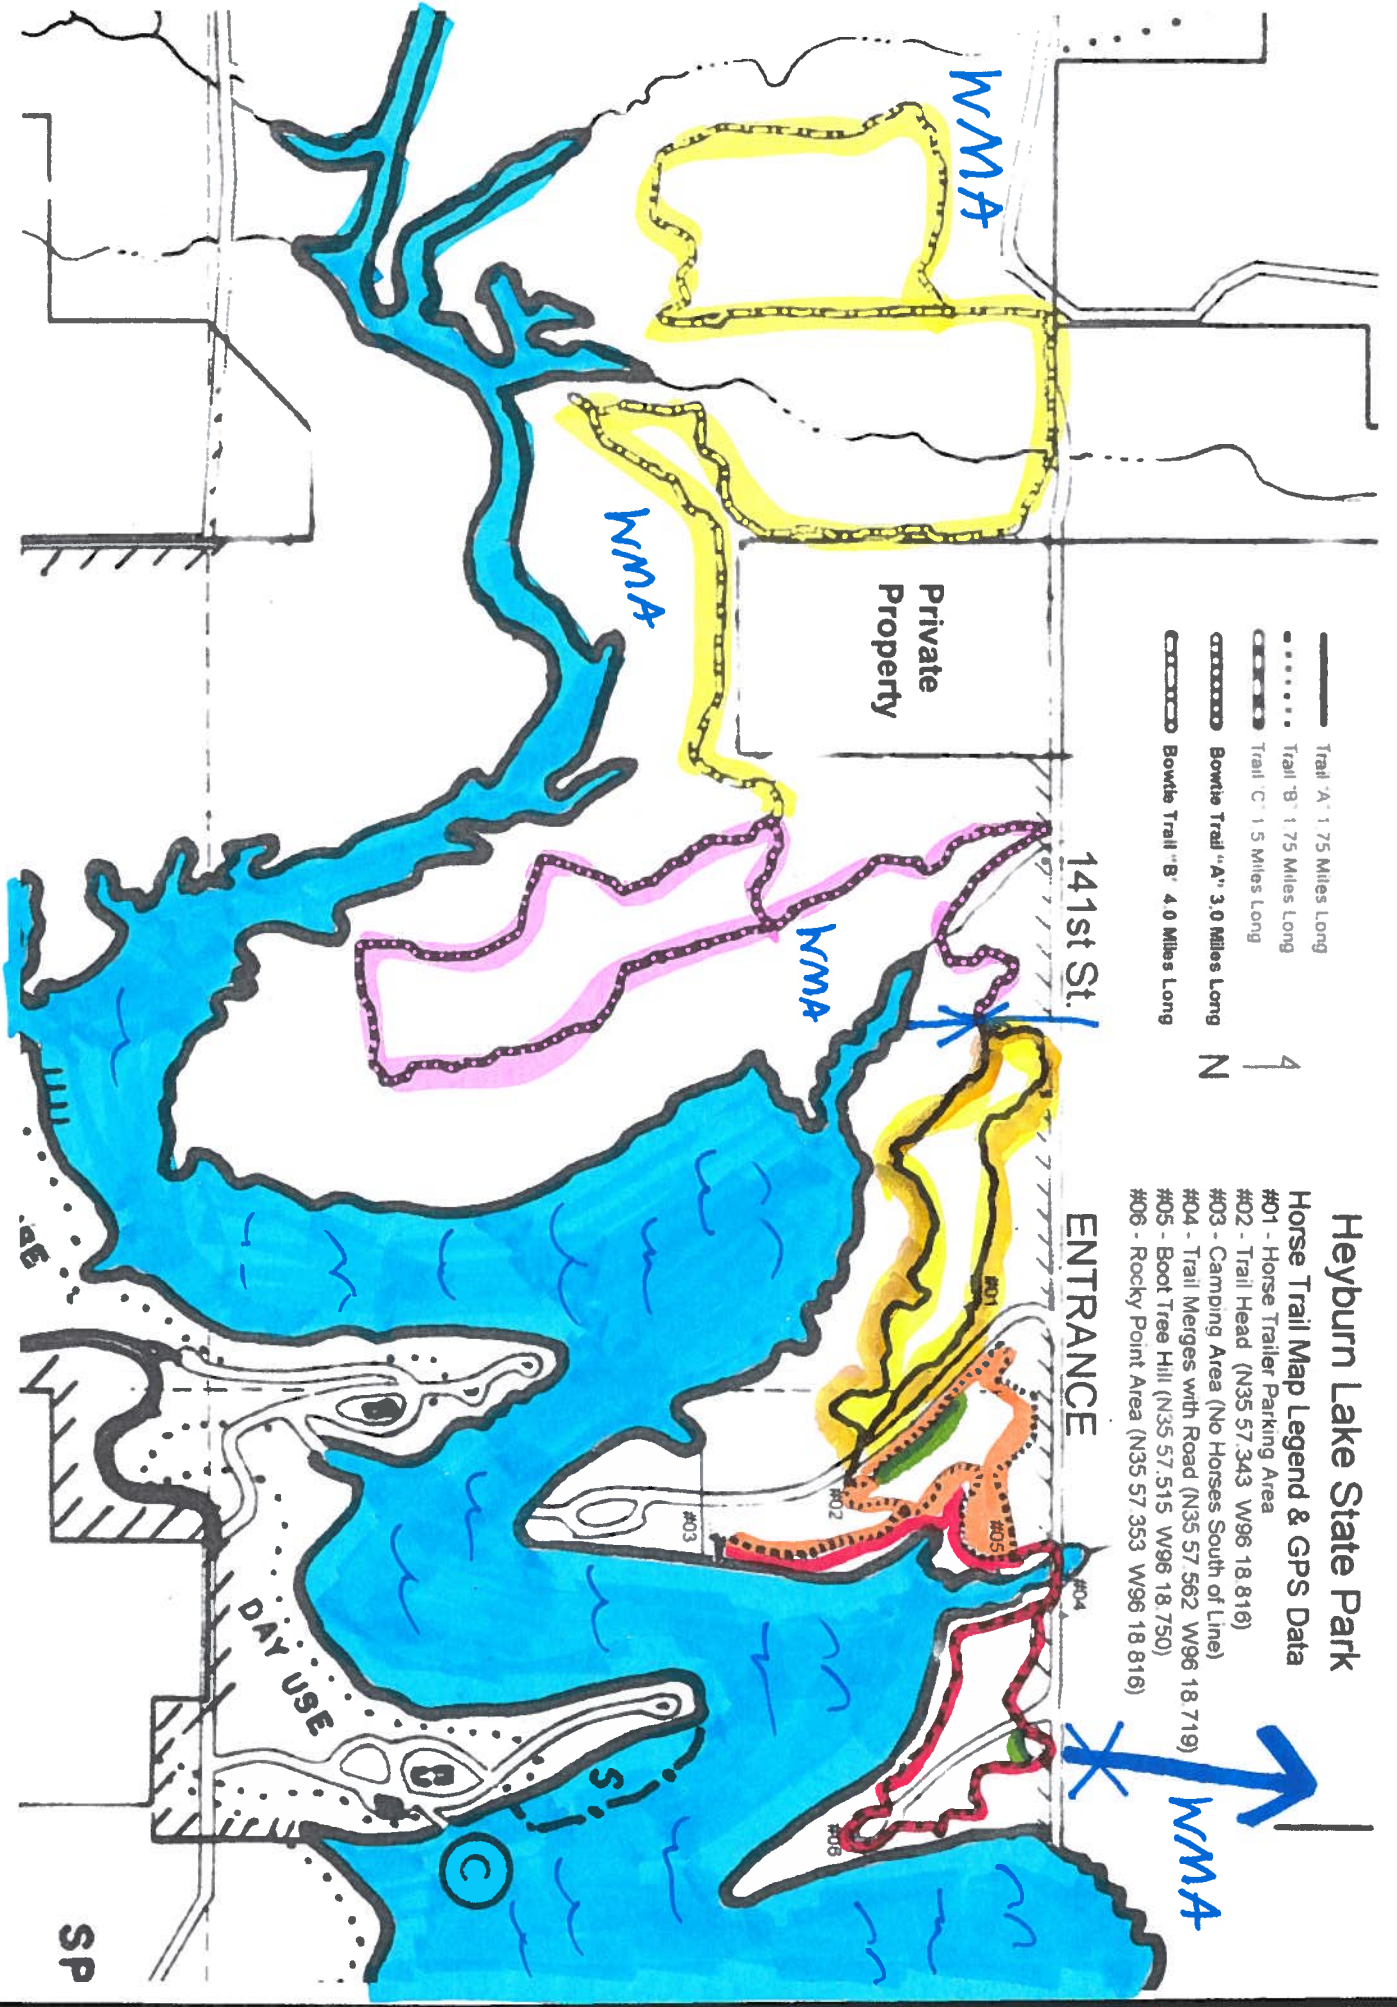 Heyburn Lake State Park
Horse Trail Map Legend & GPS Data
#01 - Horse Trailer Parking Area
#02 - Trail Head (N35 57.343 W96 18.816)
#03 - Camping Area (No Horses South of Line)
#04 - Trail Merges with Road (N35 57.562 W96 18.719)
#05 - Boot Tree Hill (N35 57.515 W96 18.750)
#06 - Rocky Point Area (N35 57.353 W96 18 816)
Trail "A" 1.75 Miles Long
Trail "B" 1.75 Miles Long
Trail "C" 1 5 Miles Long
Bowtie Trail "A" 3.0 Miles Long
Bowtie Trail "B" 4.0 Miles Long
N
WMA
WMA
WMA
WMA
Private
Property
141st St.
ENTRANCE
#01
#02
#03
#04
#05
#06
DAY USE
S
C
SP